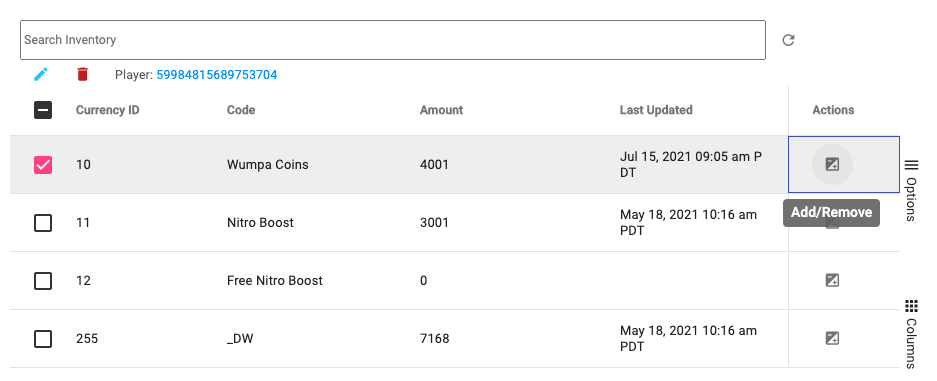 Search Inventory
Player: 59984815689753704
Currency ID Code Amount Last Updated Actions
10 Wumpa Coins 4001 Jul 15, 2021 09:05 am P
DT
Add/Remove
11 Nitro Boost 3001 May 18, 2021 10:16 am
PDT
12 Free Nitro Boost 0
255 _DW 7168 May 18, 2021 10:16 am
PDT
Options
Columns